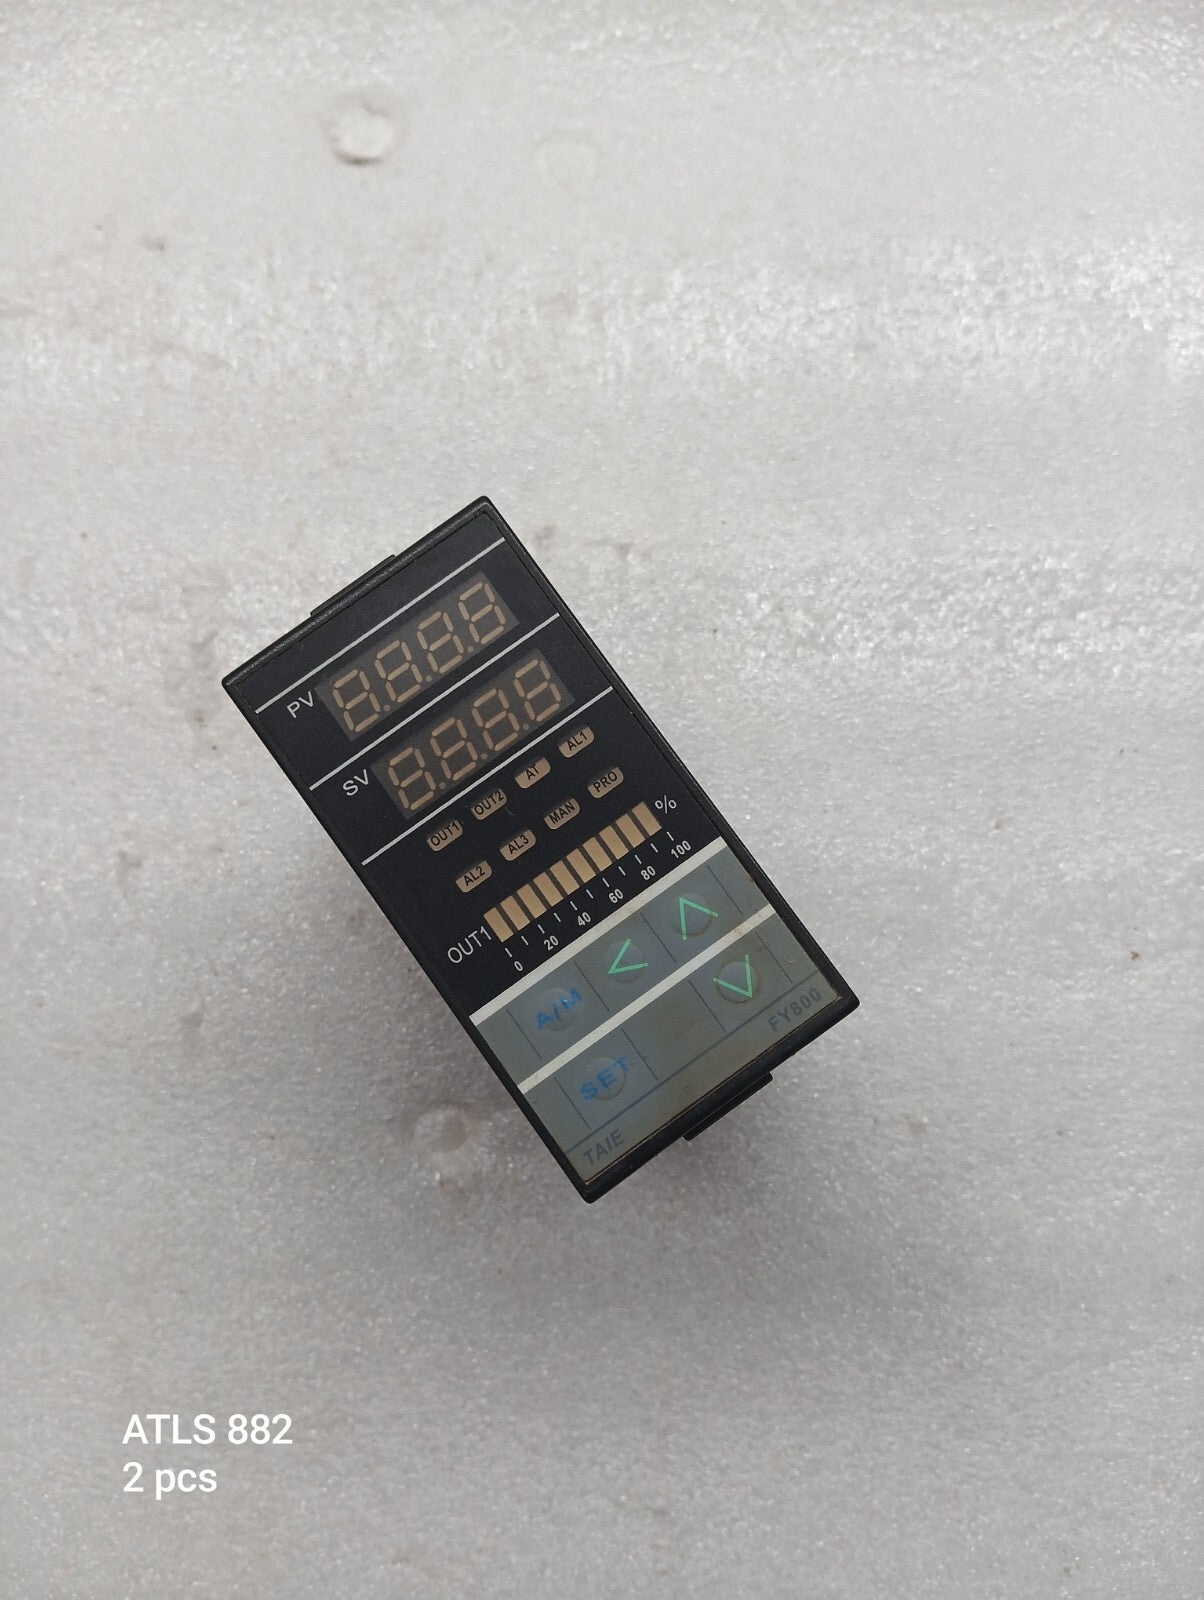 PV
SV
OUT1 OUT2 AT AL1
AL2 AL3 MAN PRO
OUT1 %
0 20 40 60 80 100
A/M < ∧
SET ∨
TAIE FY800
ATLS 882
2 pcs